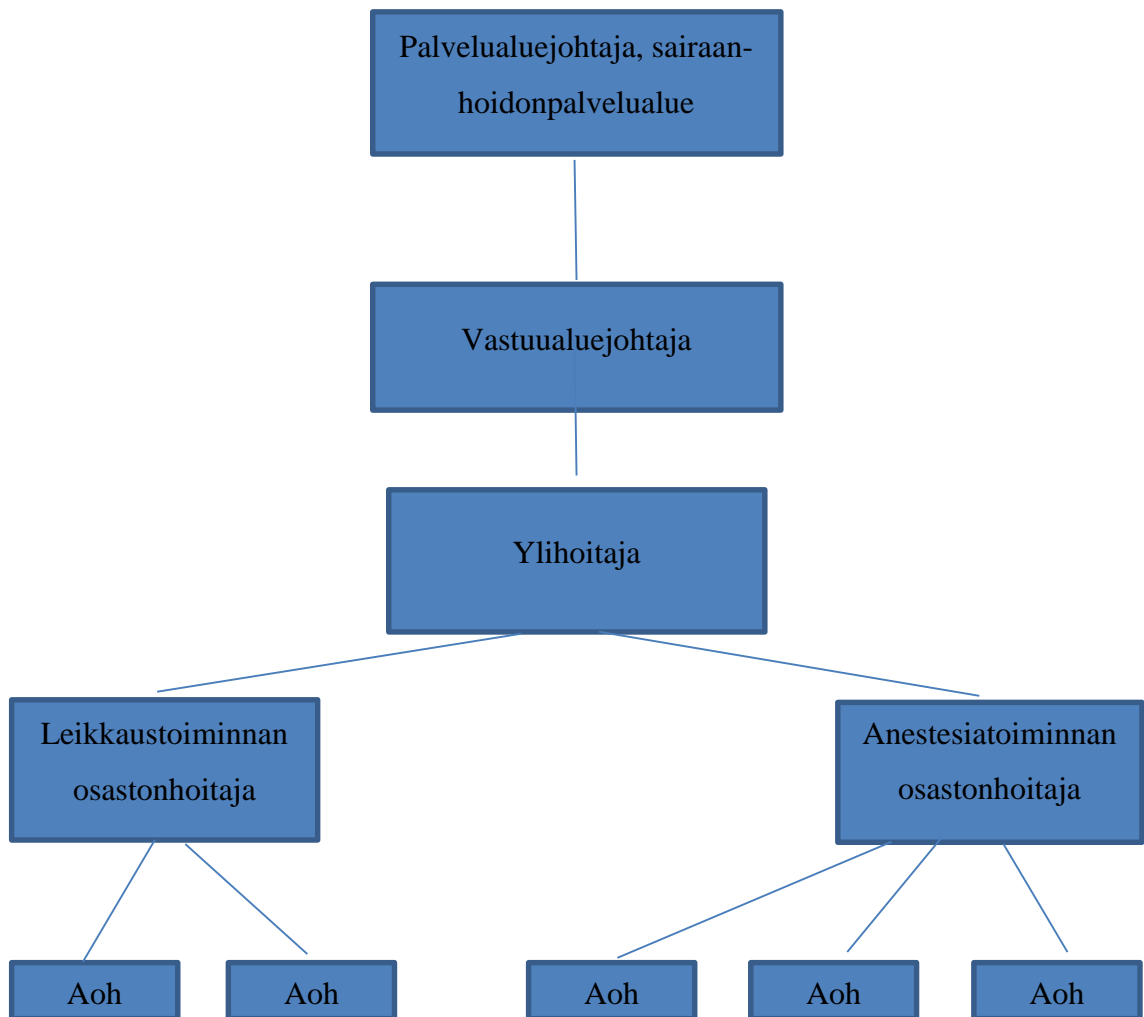 Palvelualuejohtaja, sairaan-
hoidonpalvelualue
Vastuualuejohtaja
Ylihoitaja
Leikkaustoiminnan
osastonhoitaja
Anestesiatoiminnan
osastonhoitaja
Aoh
Aoh
Aoh
Aoh
Aoh